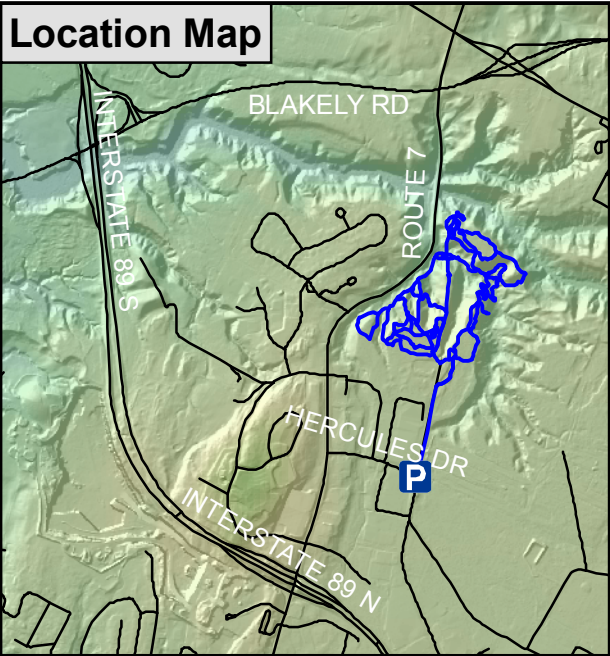 Location Map
BLAKELY RD
INTERSTATE 89 S
ROUTE 7
HERCULES DR
P
INTERSTATE 89 N